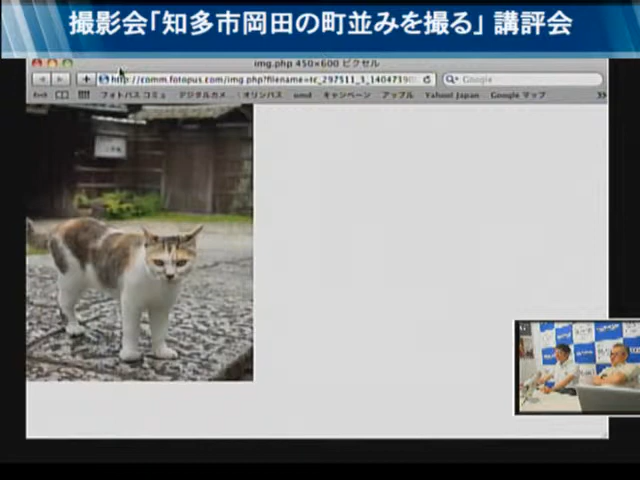 撮影会「知多市岡田の町並みを撮る」 講評会
img.php 450×600 ピクセル
http://comm.fotopus.com/img.php?filename=tc_297511_3_1404739
Google
フォトパス コミュ デジタルカメ...：オリンパス omd キャンペーン アップル Yahoo! Japan Google マップ